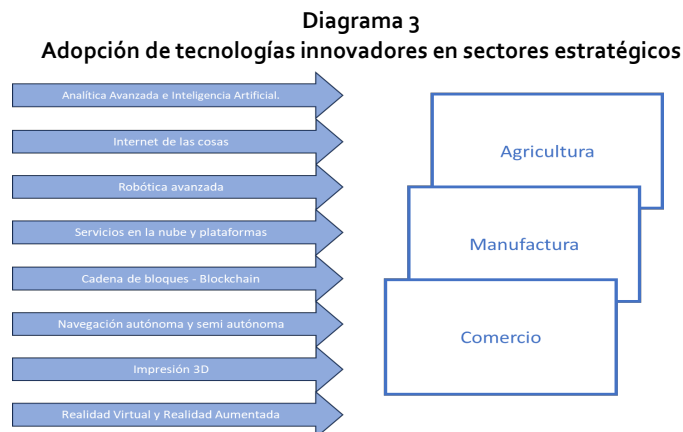 Diagrama 3
Adopción de tecnologías innovadores en sectores estratégicos
Analítica Avanzada e Inteligencia Artificial.
Internet de las cosas
Robótica avanzada
Servicios en la nube y plataformas
Cadena de bloques - Blockchain
Navegación autónoma y semi autónoma
Impresión 3D
Realidad Virtual y Realidad Aumentada
Agricultura
Manufactura
Comercio